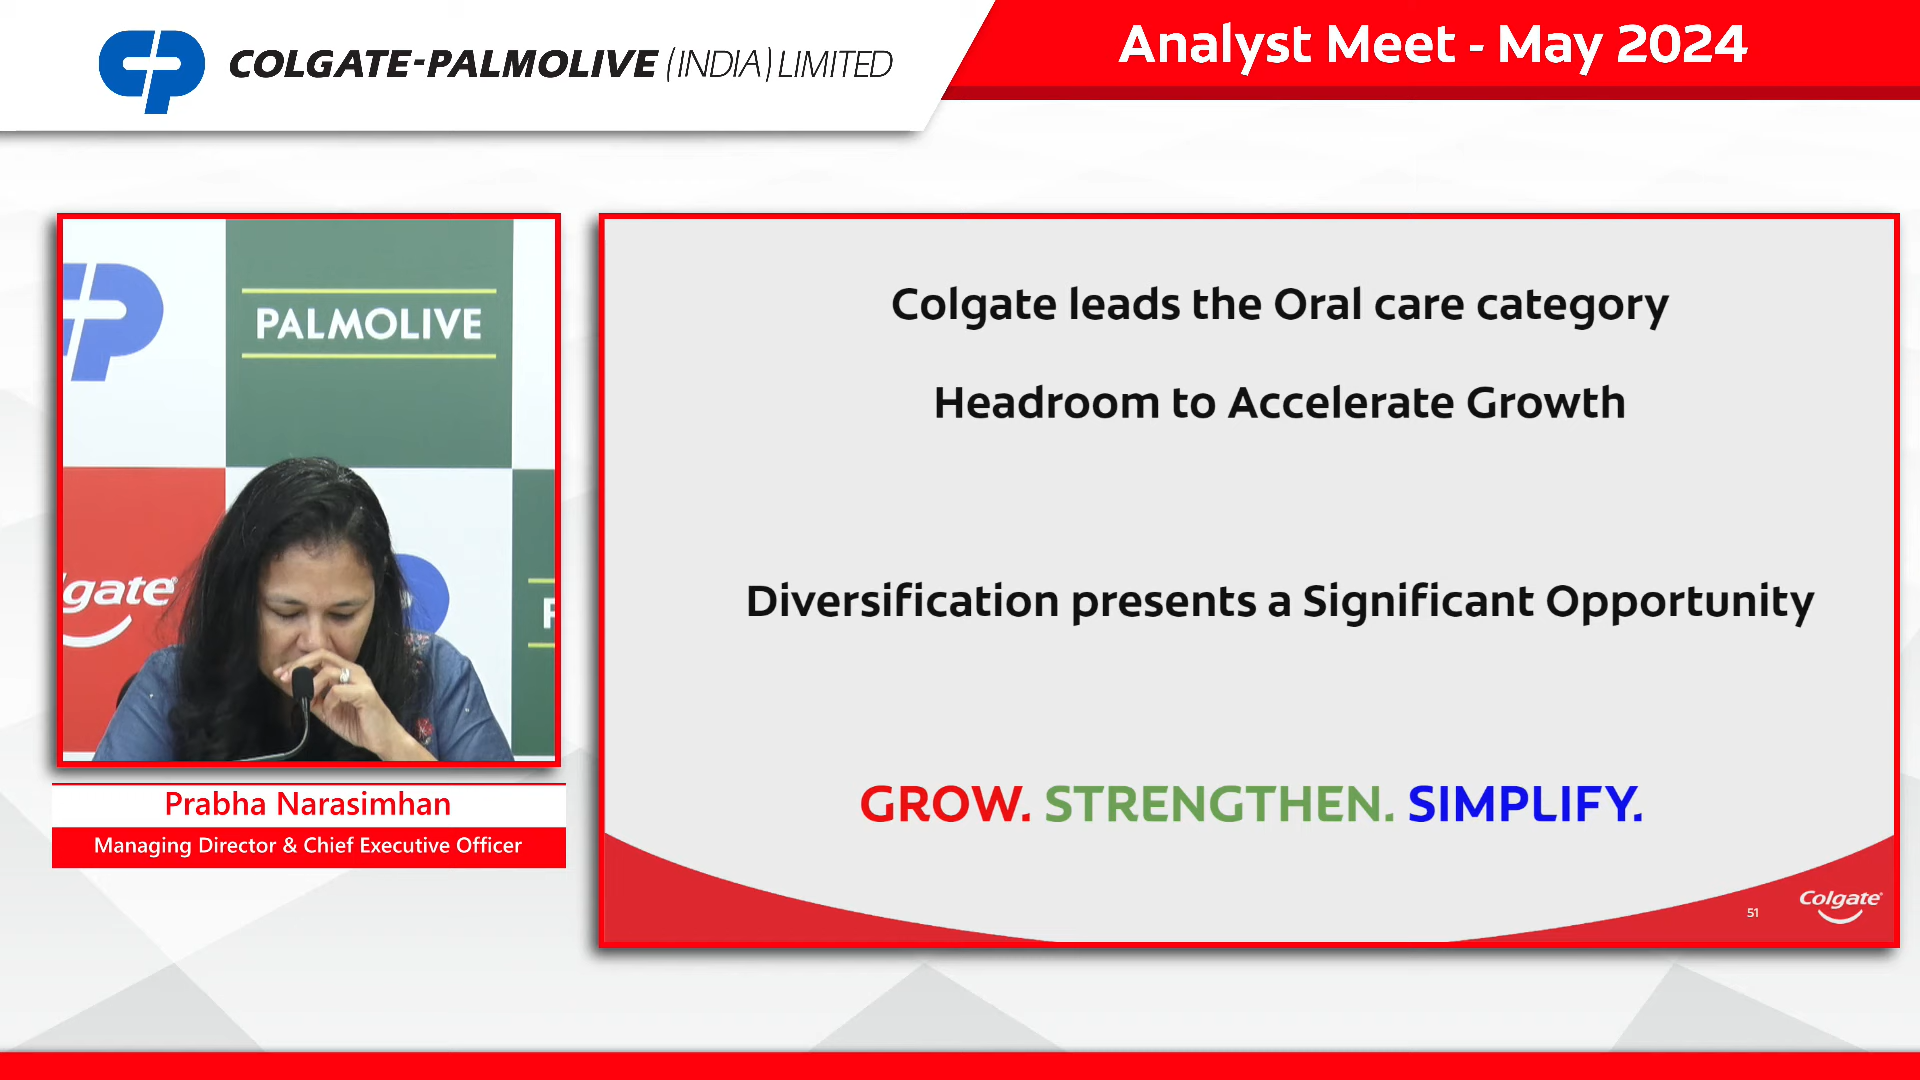 COLGATE-PALMOLIVE (INDIA) LIMITED
Analyst Meet - May 2024
PALMOLIVE
gate
P
Prabha Narasimhan
Managing Director & Chief Executive Officer
Colgate leads the Oral care category
Headroom to Accelerate Growth
Diversification presents a Significant Opportunity
GROW. STRENGTHEN. SIMPLIFY.
51
Colgate